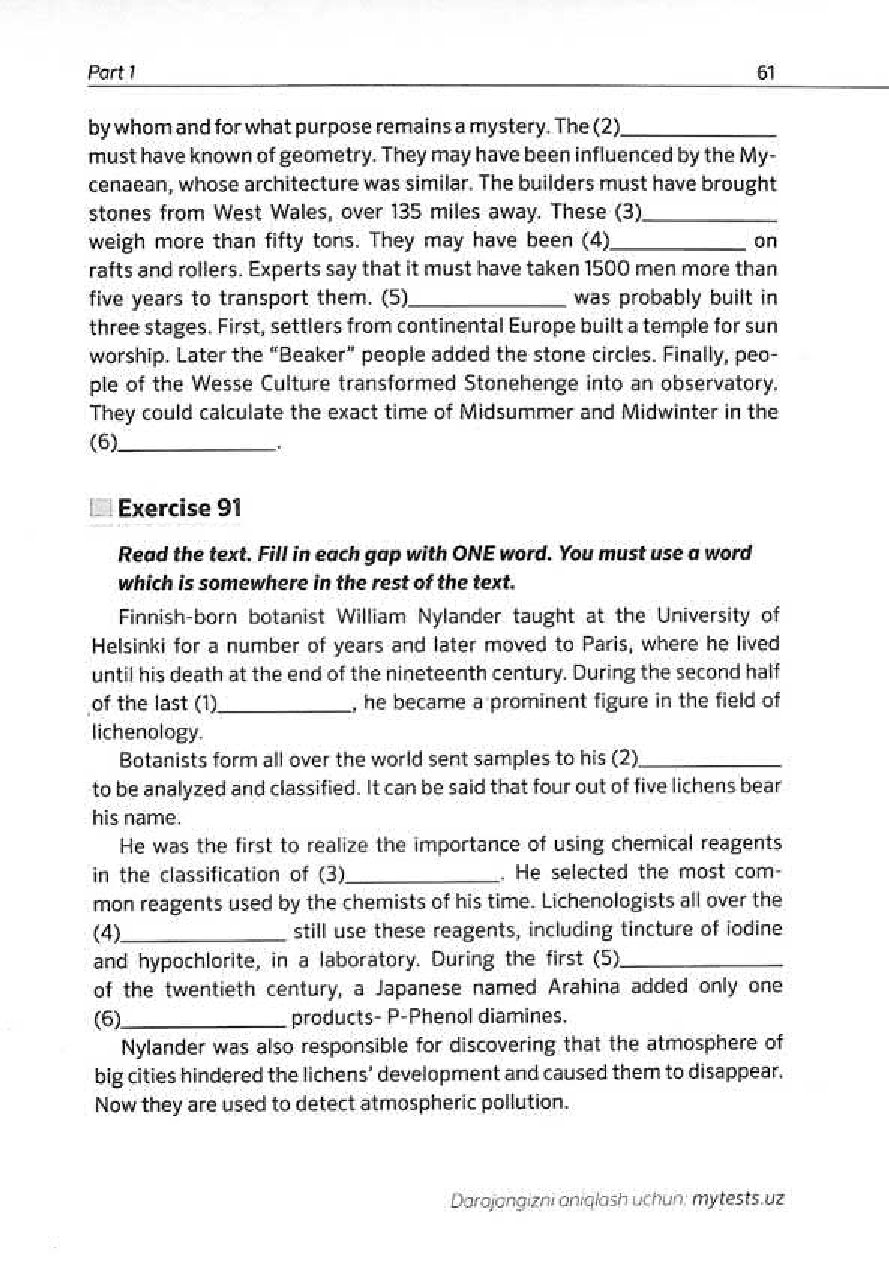 Part 1 61
by whom and for what purpose remains a mystery. The (2)______________
must have known of geometry. They may have been influenced by the My-
cenaean, whose architecture was similar. The builders must have brought
stones from West Wales, over 135 miles away. These (3)____________
weigh more than fifty tons. They may have been (4)____________ on
rafts and rollers. Experts say that it must have taken 1500 men more than
five years to transport them. (5)______________ was probably built in
three stages. First, settlers from continental Europe built a temple for sun
worship. Later the "Beaker" people added the stone circles. Finally, peo-
ple of the Wesse Culture transformed Stonehenge into an observatory.
They could calculate the exact time of Midsummer and Midwinter in the
(6)______________.
Exercise 91
Read the text. Fill in each gap with ONE word. You must use a word
which is somewhere in the rest of the text.
Finnish-born botanist William Nylander taught at the University of
Helsinki for a number of years and later moved to Paris, where he lived
until his death at the end of the nineteenth century. During the second half
of the last (1)____________, he became a prominent figure in the field of
lichenology.
Botanists form all over the world sent samples to his (2)_____________
to be analyzed and classified. It can be said that four out of five lichens bear
his name.
He was the first to realize the importance of using chemical reagents
in the classification of (3)______________. He selected the most com-
mon reagents used by the chemists of his time. Lichenologists all over the
(4)_______________ still use these reagents, including tincture of iodine
and hypochlorite, in a laboratory. During the first (5)_______________
of the twentieth century, a Japanese named Arahina added only one
(6)_______________ products- P-Phenol diamines.
Nylander was also responsible for discovering that the atmosphere of
big cities hindered the lichens' development and caused them to disappear.
Now they are used to detect atmospheric pollution.
Darajangizni aniqlash uchun: mytests.uz